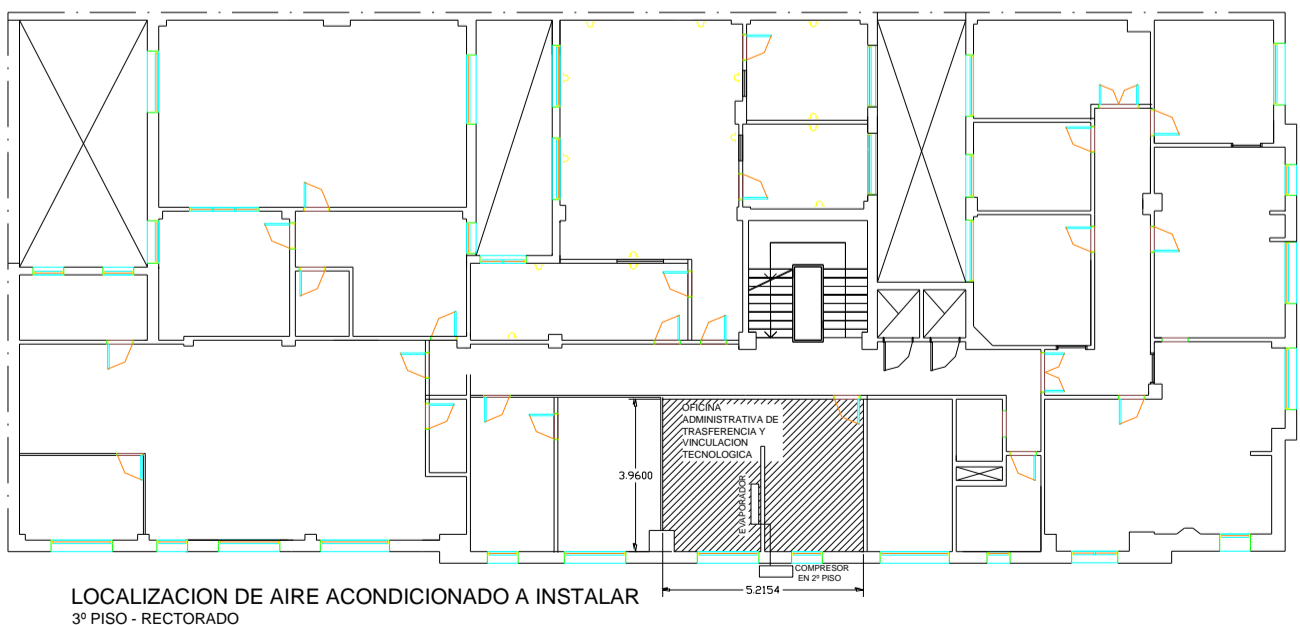 OFICINA
ADMINISTRATIVA DE
TRASFERENCIA Y
VINCULACION
TECNOLOGICA
3.9600
EVAPORADOR
COMPRESOR
EN 2º PISO
5.2154
LOCALIZACION DE AIRE ACONDICIONADO A INSTALAR
3º PISO - RECTORADO